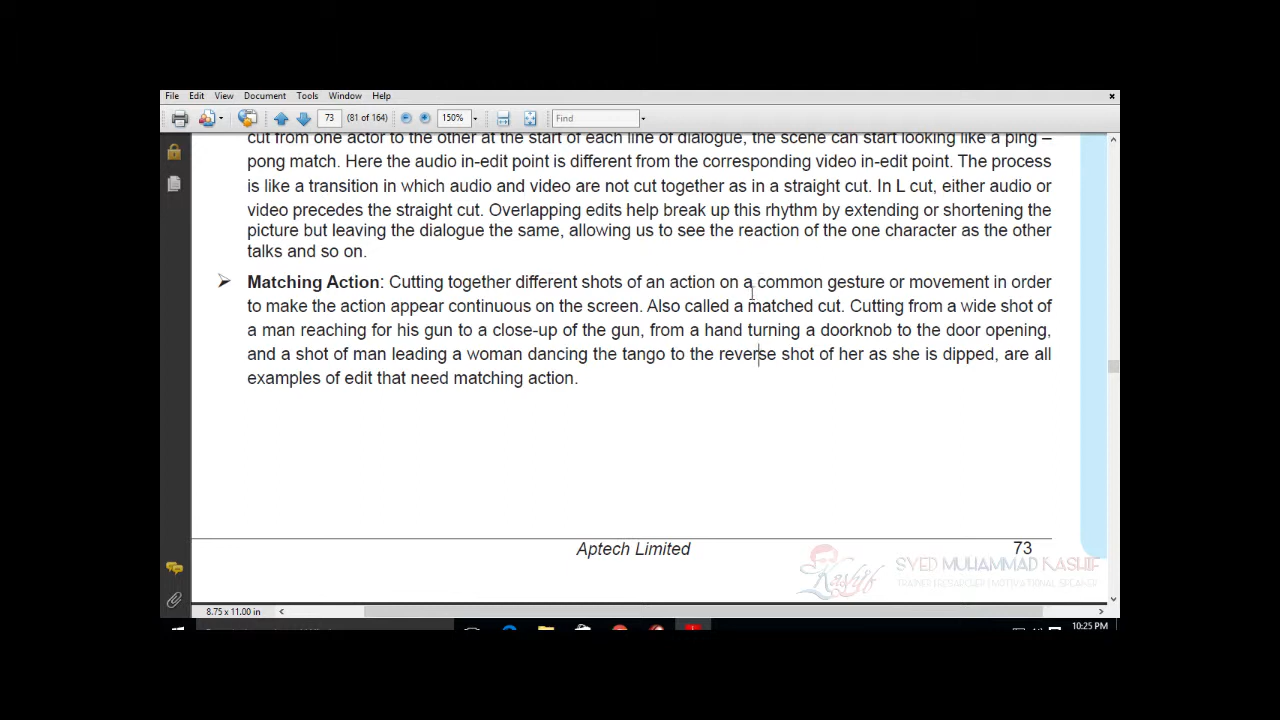 File Edit View Document Tools Window Help
73 (81 of 164) 150% Find
cut from one actor to the other at the start of each line of dialogue, the scene can start looking like a ping –
pong match. Here the audio in-edit point is different from the corresponding video in-edit point. The process
is like a transition in which audio and video are not cut together as in a straight cut. In L cut, either audio or
video precedes the straight cut. Overlapping edits help break up this rhythm by extending or shortening the
picture but leaving the dialogue the same, allowing us to see the reaction of the one character as the other
talks and so on.
➢ Matching Action: Cutting together different shots of an action on a common gesture or movement in order
to make the action appear continuous on the screen. Also called a matched cut. Cutting from a wide shot of
a man reaching for his gun to a close-up of the gun, from a hand turning a doorknob to the door opening,
and a shot of man leading a woman dancing the tango to the reverse shot of her as she is dipped, are all
examples of edit that need matching action.
Aptech Limited 73
Kashif
SYED MUHAMMAD KASHIF
TRAINER | RESEARCHER | MOTIVATIONAL SPEAKER
8.75 x 11.00 in
10:25 PM